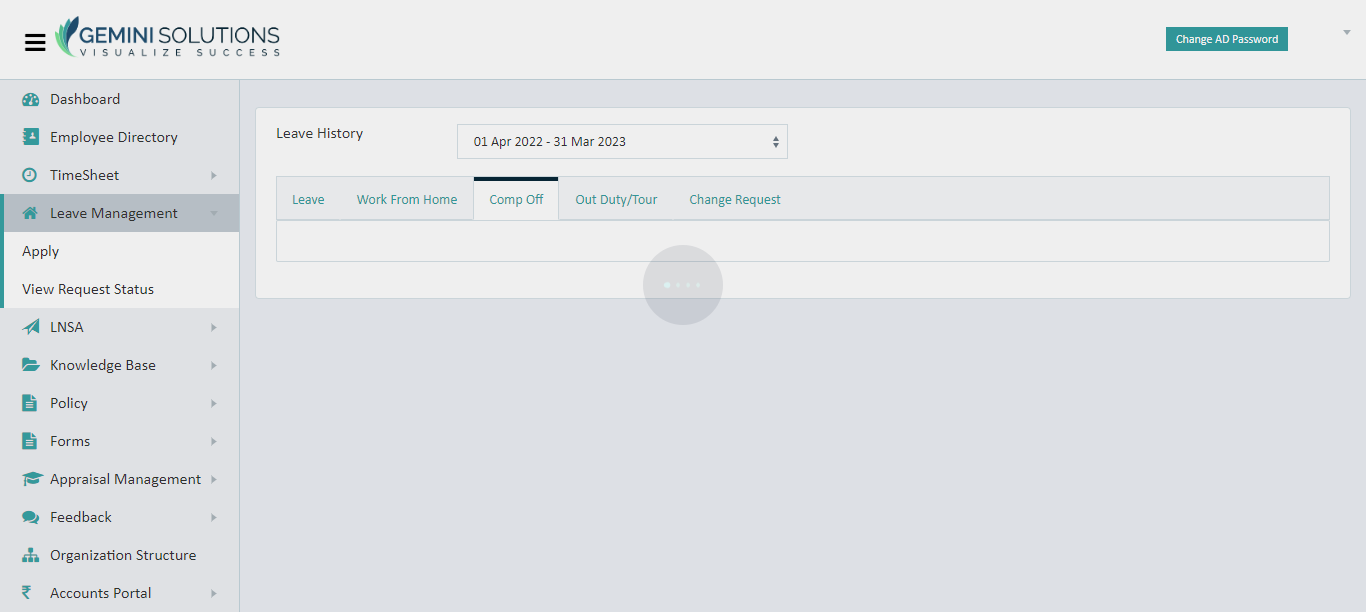 GEMINI SOLUTIONS
VISUALIZE SUCCESS
Change AD Password
Dashboard
Employee Directory
TimeSheet
Leave Management
Apply
View Request Status
LNSA
Knowledge Base
Policy
Forms
Appraisal Management
Feedback
Organization Structure
₹ Accounts Portal
Leave History
01 Apr 2022 - 31 Mar 2023
Leave Work From Home Comp Off Out Duty/Tour Change Request